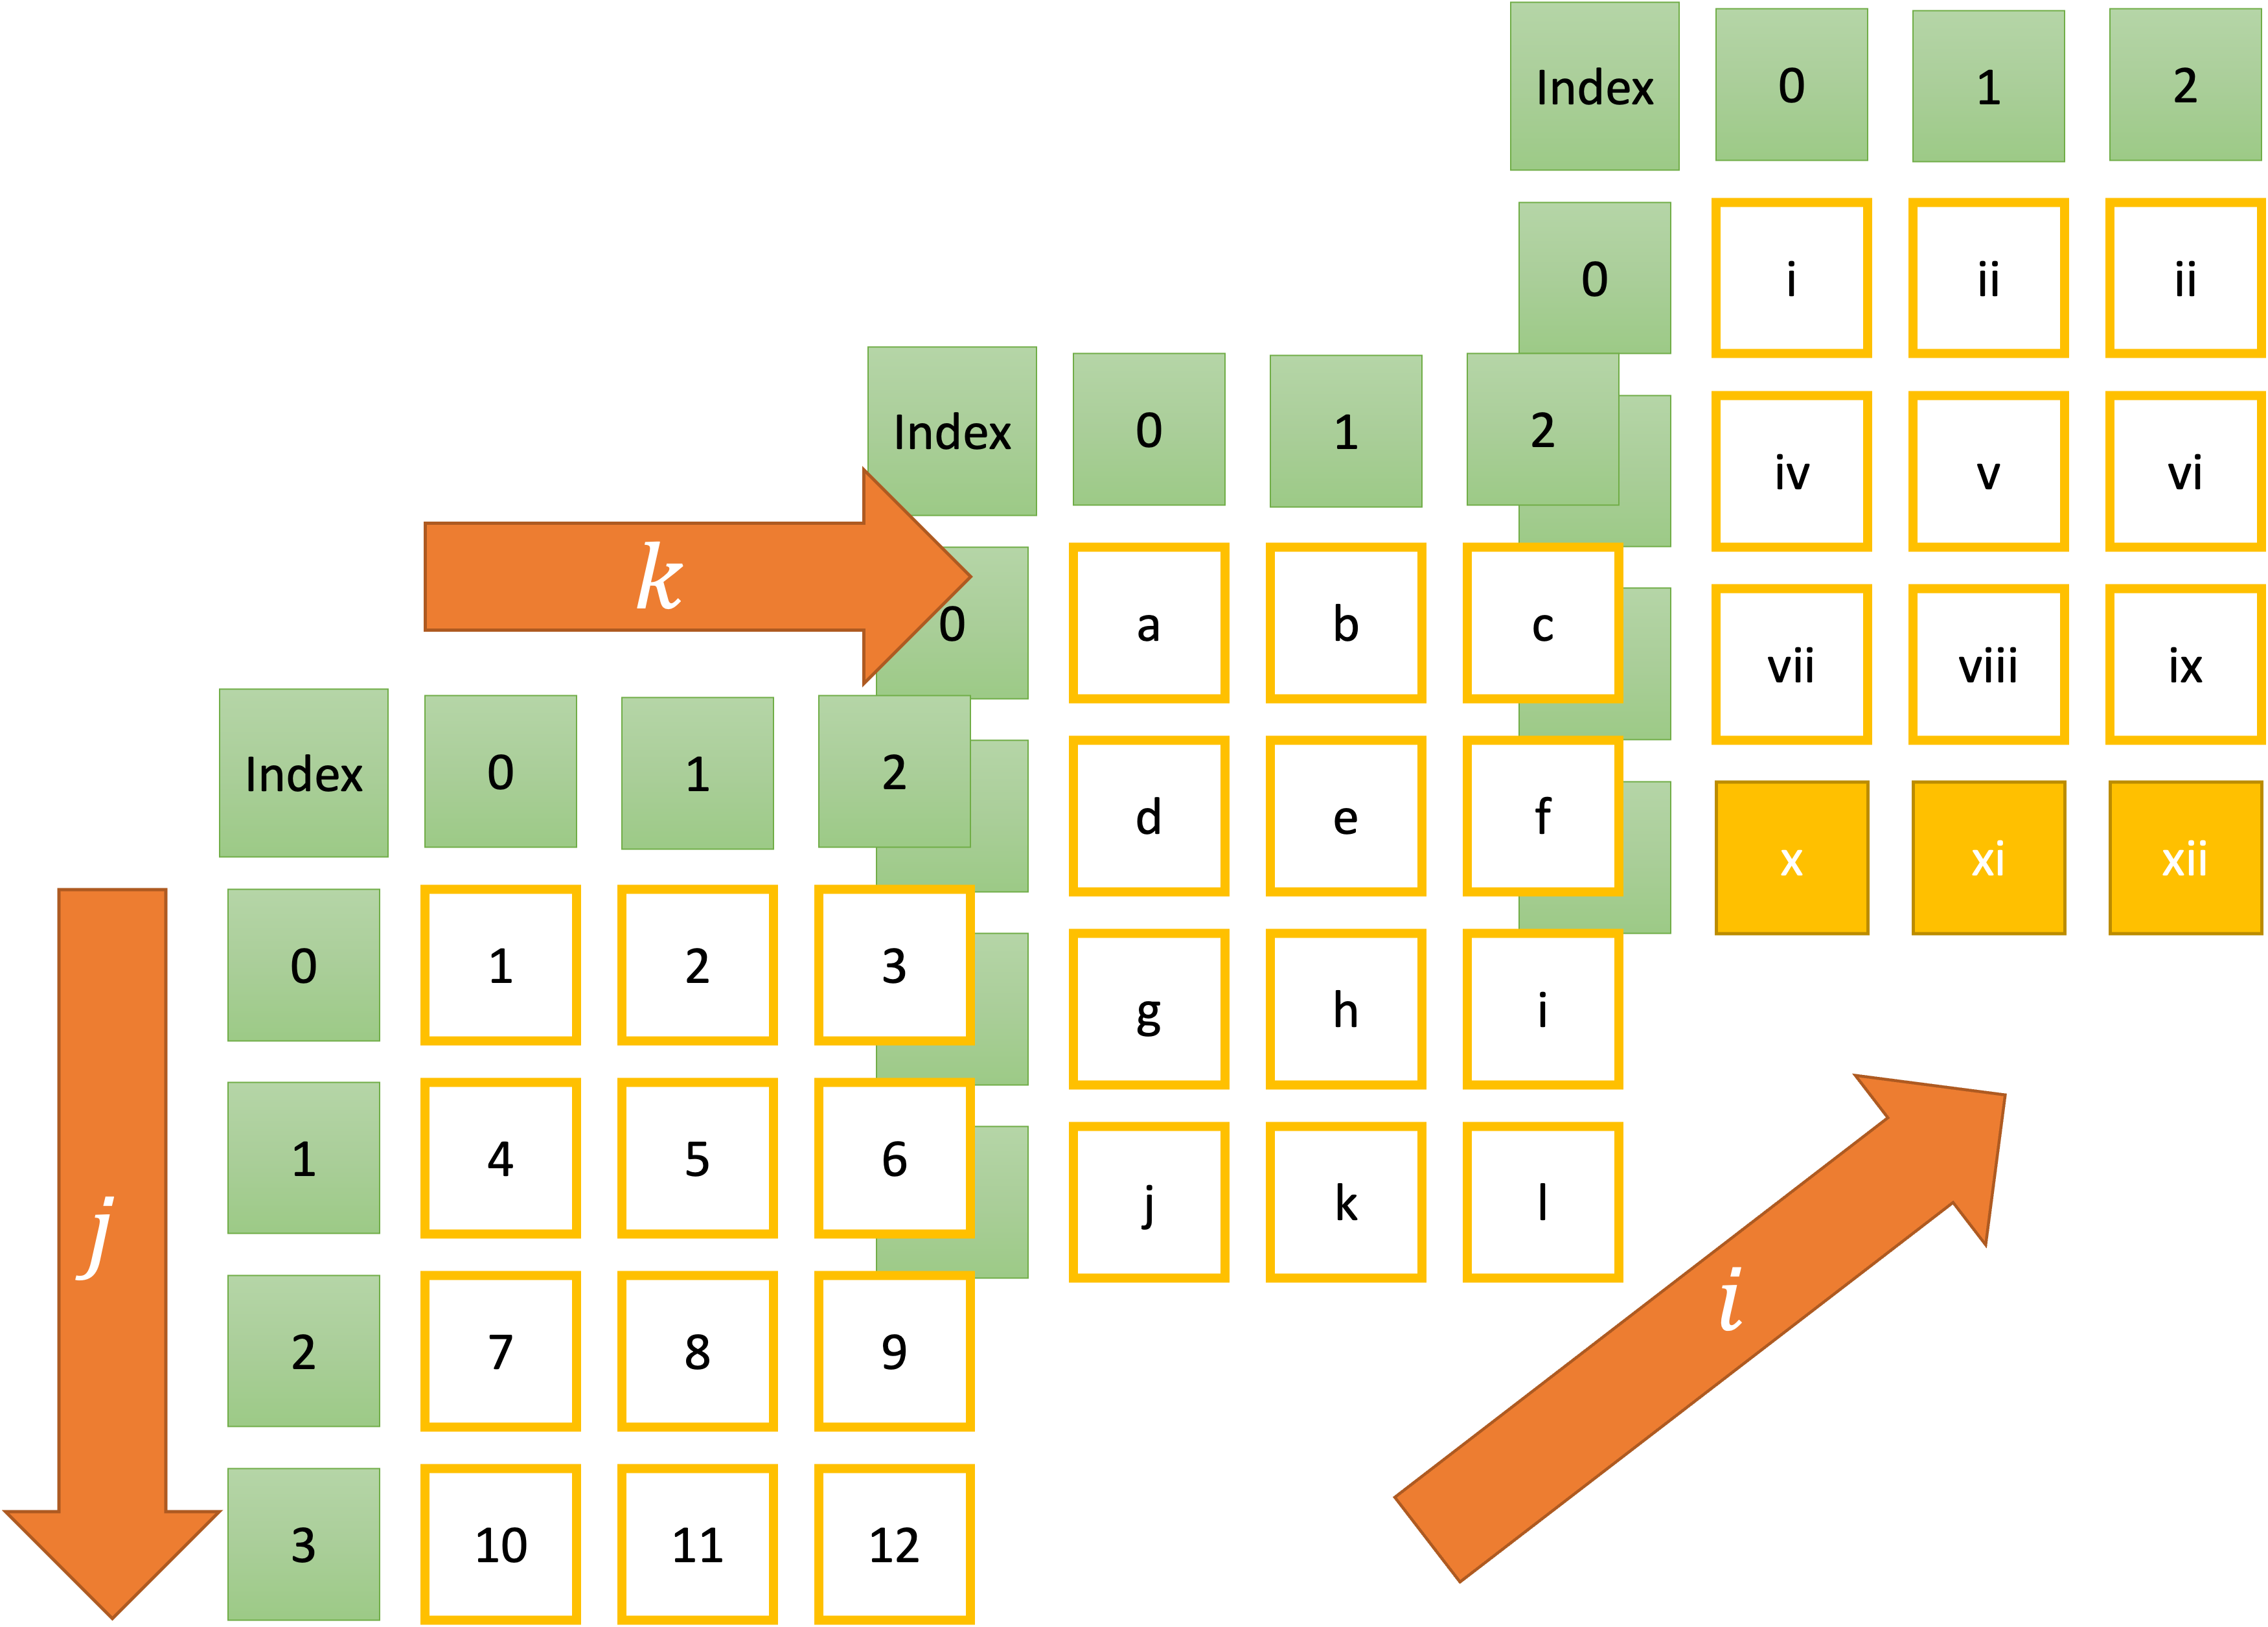 Index 0 1 2
0 i ii ii
iv v vi
vii viii ix
x xi xii
Index 0 1 2
0 a b c
d e f
g h i
j k l
k
Index 0 1 2
0 1 2 3
1 4 5 6
2 7 8 9
3 10 11 12
j
i